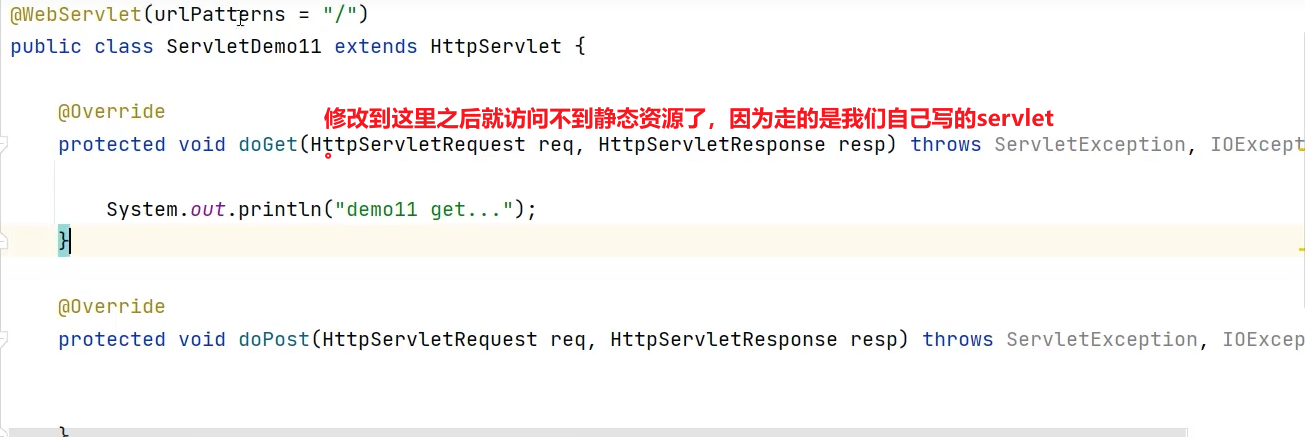 @WebServlet(urlPatterns = "/")
public class ServletDemo11 extends HttpServlet {
@Override
修改到这里之后就访问不到静态资源了，因为走的是我们自己写的servlet
protected void doGet(HttpServletRequest req, HttpServletResponse resp) throws ServletException, IOExcept
System.out.println("demo11 get...");
}
@Override
protected void doPost(HttpServletRequest req, HttpServletResponse resp) throws ServletException, IOExcep
}